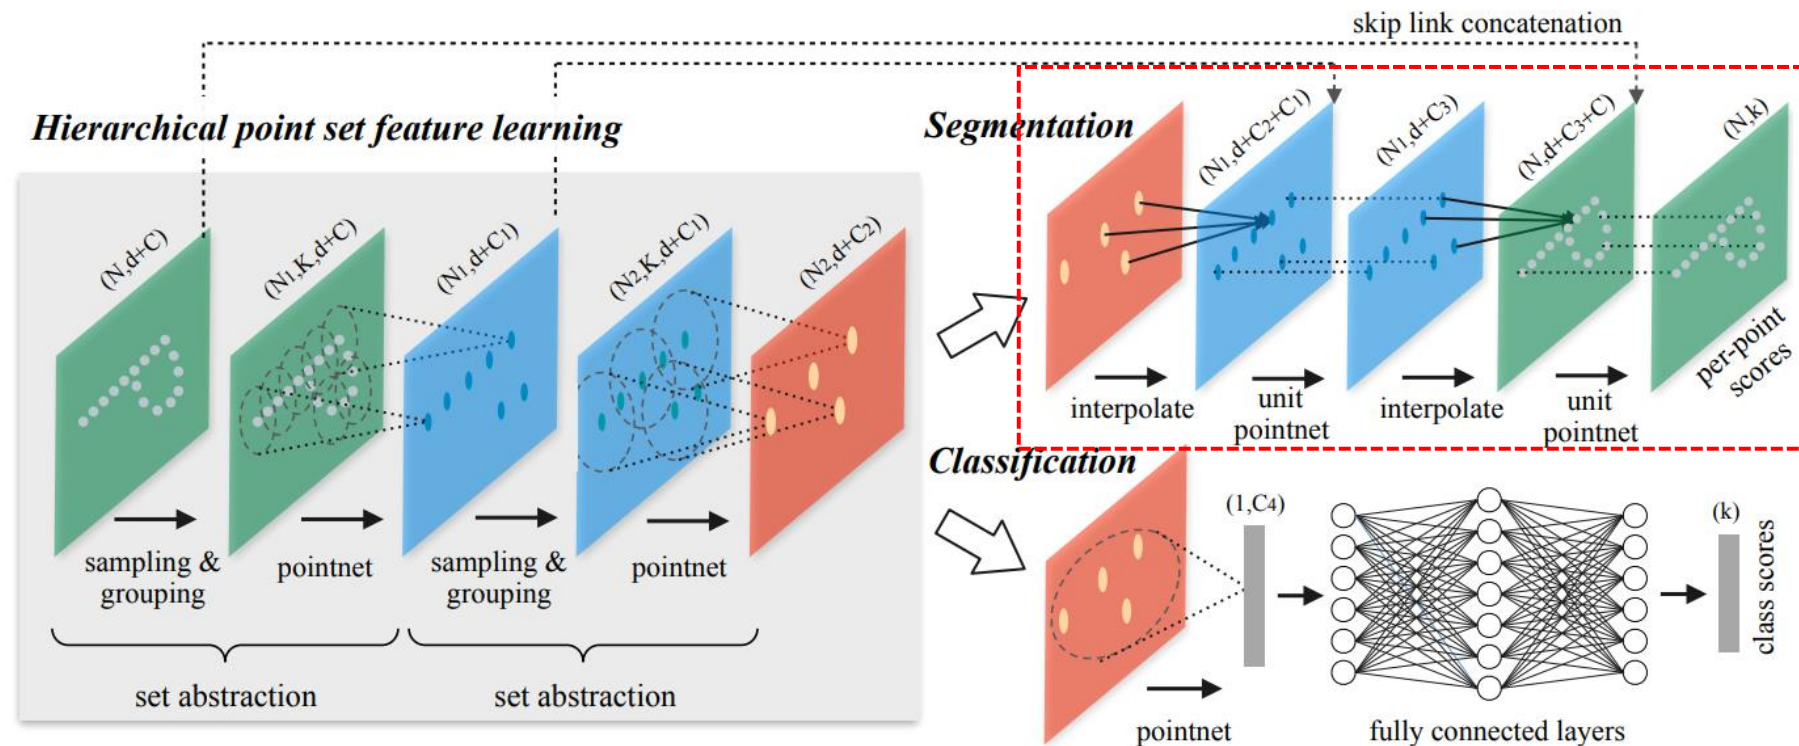 skip link concatenation
Hierarchical point set feature learning
(N,d+C)
(N1,K,d+C)
(N1,d+C1)
(N2,K,d+C1)
(N2,d+C2)
sampling &
grouping
pointnet
sampling &
grouping
pointnet
set abstraction
set abstraction
Segmentation
(N1,d+C2+C1)
(N1,d+C3)
(N,d+C3+C)
(N,k)
interpolate
unit
pointnet
interpolate
unit
pointnet
per-point
scores
Classification
(1,C4)
(k)
class scores
pointnet
fully connected layers